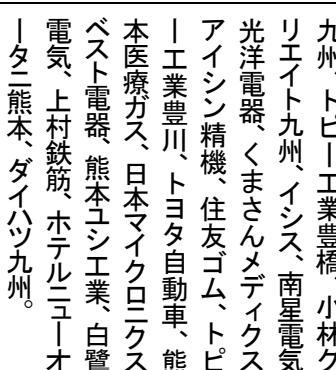 九州、トピー工業豊橋、小林ク
リエイト九州、イシス、南星電気
光洋電器、くまさんメディクス
アイシン精機、住友ゴム、トピ
ー工業豊川、トヨタ自動車、熊
本医療ガス、日本マイクロニクス
ベスト電器、熊本ユシ工業、白鷺
電気、上村鉄筋、ホテルニューオ
ータニ熊本、ダイハツ九州。